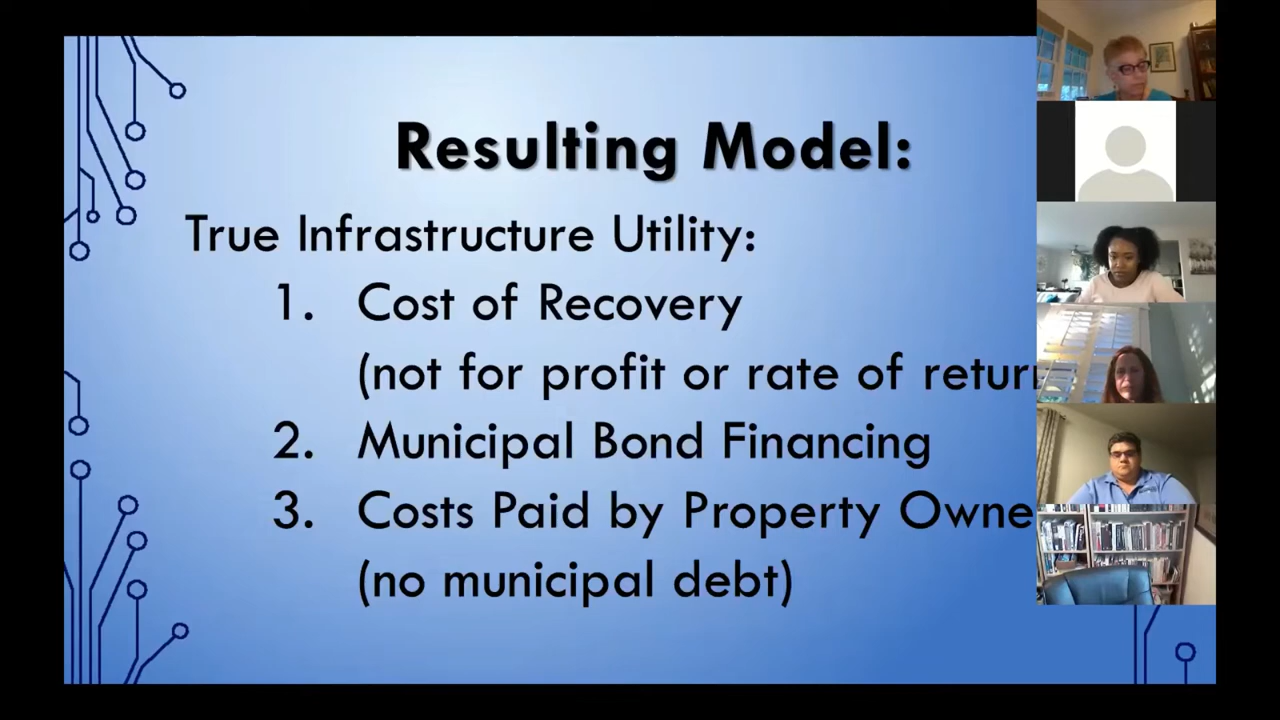 Resulting Model:
True Infrastructure Utility:
1. Cost of Recovery
(not for profit or rate of return
2. Municipal Bond Financing
3. Costs Paid by Property Owne
(no municipal debt)